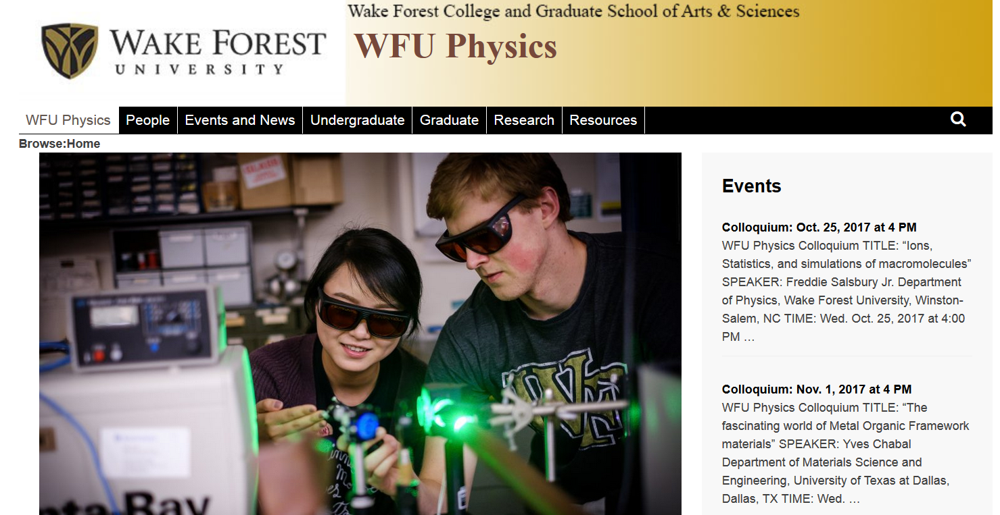 Wake Forest College and Graduate School of Arts & Sciences
WAKE FOREST
UNIVERSITY
WFU Physics
WFU Physics People Events and News Undergraduate Graduate Research Resources
Browse:Home
WF
Ray
Events
Colloquium: Oct. 25, 2017 at 4 PM
WFU Physics Colloquium TITLE: “Ions,
Statistics, and simulations of macromolecules”
SPEAKER: Freddie Salsbury Jr. Department
of Physics, Wake Forest University, Winston-
Salem, NC TIME: Wed. Oct. 25, 2017 at 4:00
PM …
Colloquium: Nov. 1, 2017 at 4 PM
WFU Physics Colloquium TITLE: “The
fascinating world of Metal Organic Framework
materials” SPEAKER: Yves Chabal
Department of Materials Science and
Engineering, University of Texas at Dallas,
Dallas, TX TIME: Wed. …